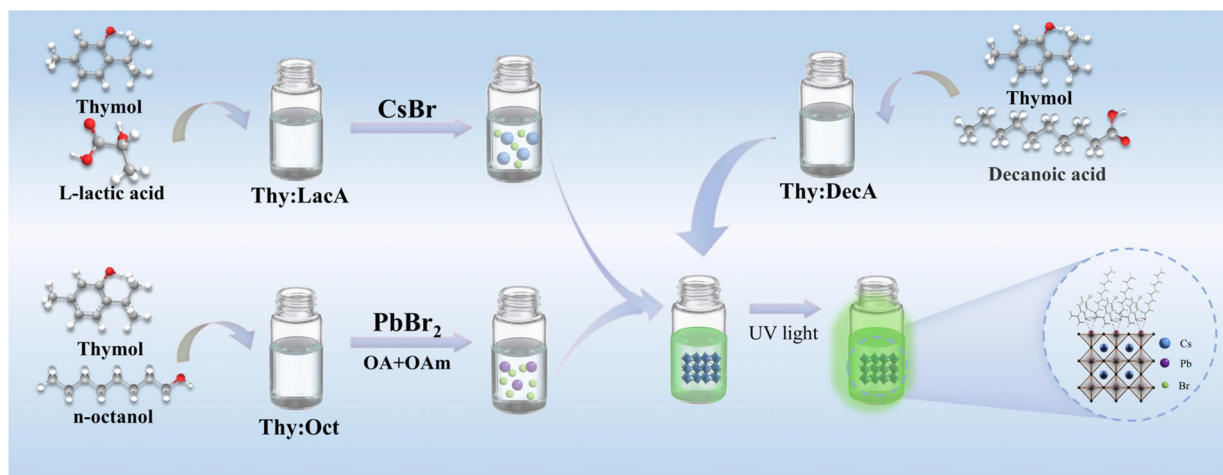 Thymol
L-lactic acid
Thy:LacA
CsBr
Thy:DecA
Thymol
Decanoic acid
Thymol
n-octanol
Thy:Oct
PbBr₂
OA+OAm
UV light
Cs
Pb
Br